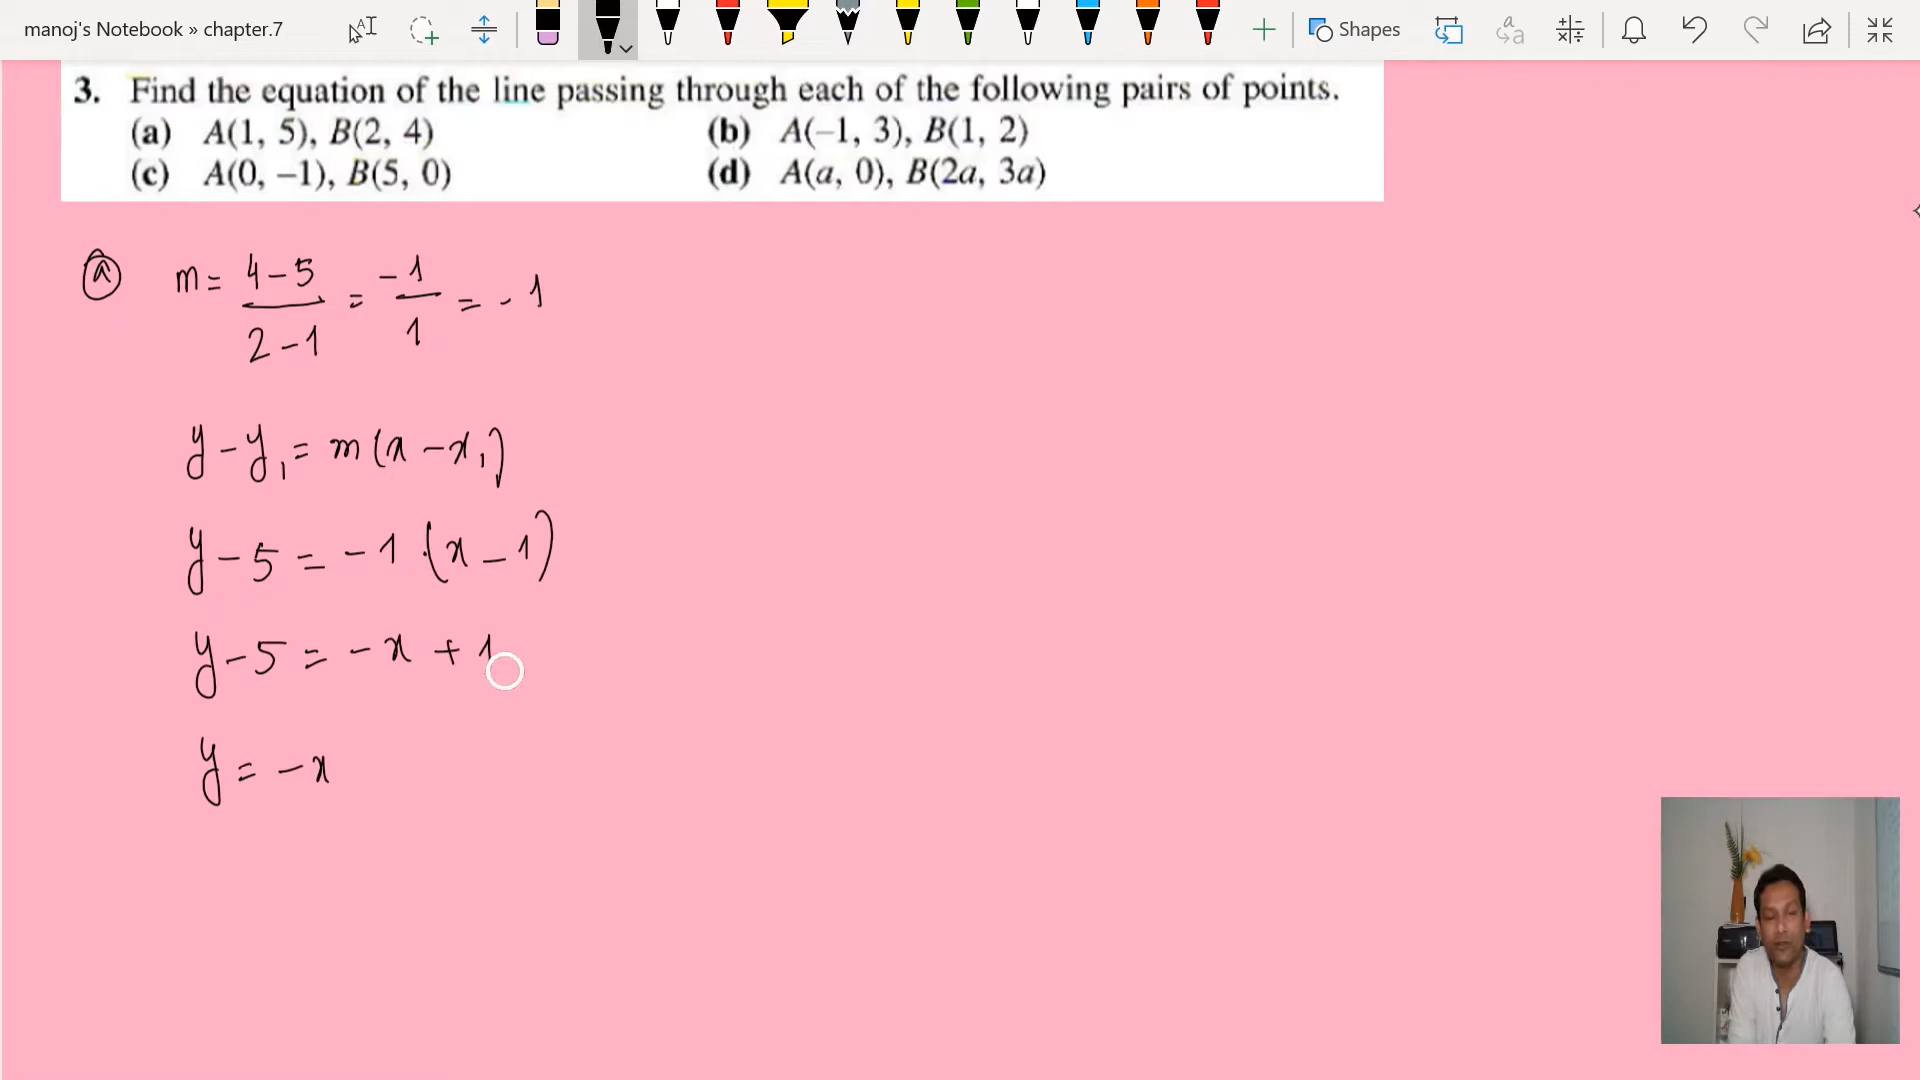 manoj's Notebook » chapter.7
Shapes
3. Find the equation of the line passing through each of the following pairs of points.
(a) A(1, 5), B(2, 4) (b) A(–1, 3), B(1, 2)
(c) A(0, –1), B(5, 0) (d) A(a, 0), B(2a, 3a)
ⓐ m = 4-5/2-1 = -1/1 = -1
y - y₁ = m(x - x₁)
y - 5 = -1 (x - 1)
y - 5 = -x + 1
y = -x